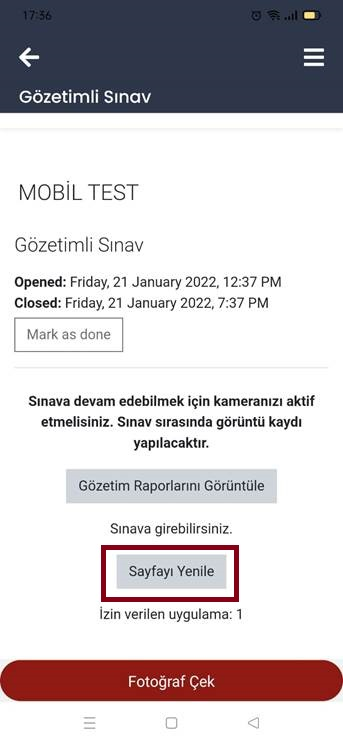 17:36
Gözetimli Sınav
MOBİL TEST
Gözetimli Sınav
Opened: Friday, 21 January 2022, 12:37 PM
Closed: Friday, 21 January 2022, 7:37 PM
Mark as done
Sınava devam edebilmek için kameranızı aktif
etmelisiniz. Sınav sırasında görüntü kaydı
yapılacaktır.
Gözetim Raporlarını Görüntüle
Sınava girebilirsiniz.
Sayfayı Yenile
İzin verilen uygulama: 1
Fotoğraf Çek